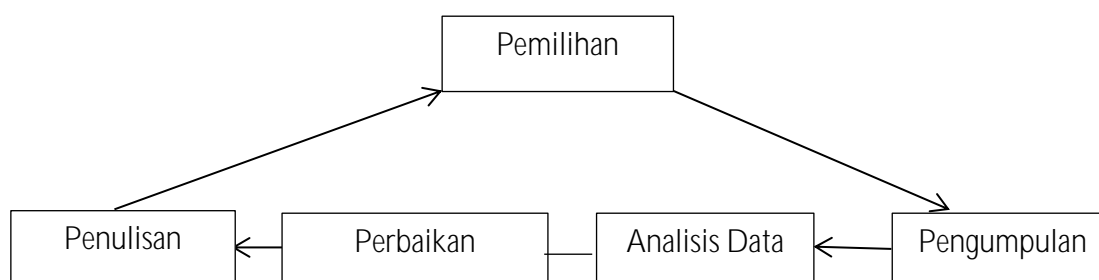 Pemilihan
Penulisan
Perbaikan
Analisis Data
Pengumpulan